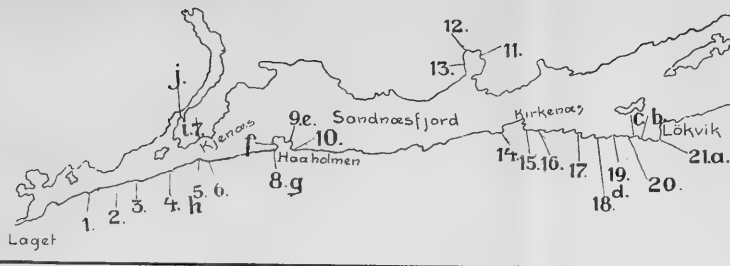 12.
11.
13.
j.
i.7.
Kjenæs
9.e.
Sandnæsfjord
Kirkenæs
c.
b.
Lökvik
f
10.
Haaholmen
14.
15.
16.
17.
21.a.
8.g
5.
6.
19.
20.
1.
2.
3.
4.
h
18.
d.
Laget